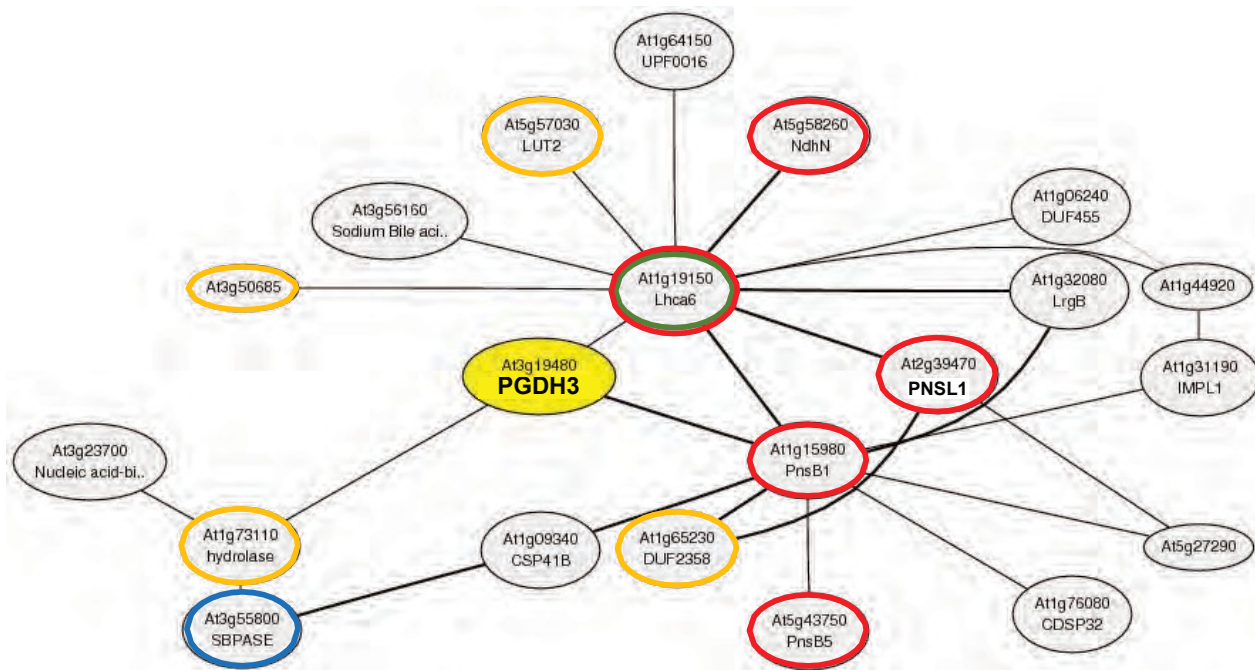 At1g64150
UPF0016
At5g57030
LUT2
At5g58260
NdhN
At3g56160
Sodium Bile aci..
At1g06240
DUF455
At3g50685
At1g19150
Lhca6
At1g32080
LrgB
At1g44920
At3g19480
PGDH3
At2g39470
PNSL1
At1g31190
IMPL1
At3g23700
Nucleic acid-bi..
At1g15980
PnsB1
At1g73110
hydrolase
At1g09340
CSP41B
At1g65230
DUF2358
At5g27290
At3g55800
SBPASE
At5g43750
PnsB5
At1g76080
CDSP32